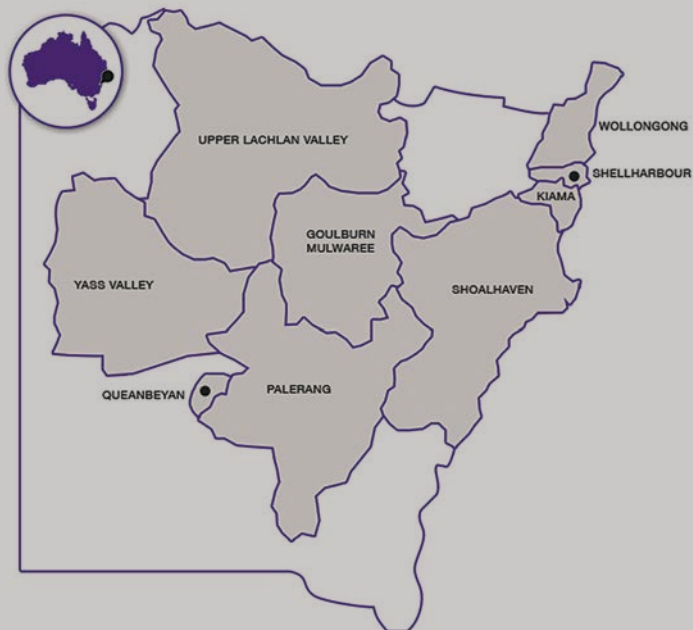 UPPER LACHLAN VALLEY
WOLLONGONG
SHELLHARBOUR
KIAMA
GOULBURN
MULWAREE
YASS VALLEY
SHOALHAVEN
QUEANBEYAN
PALERANG